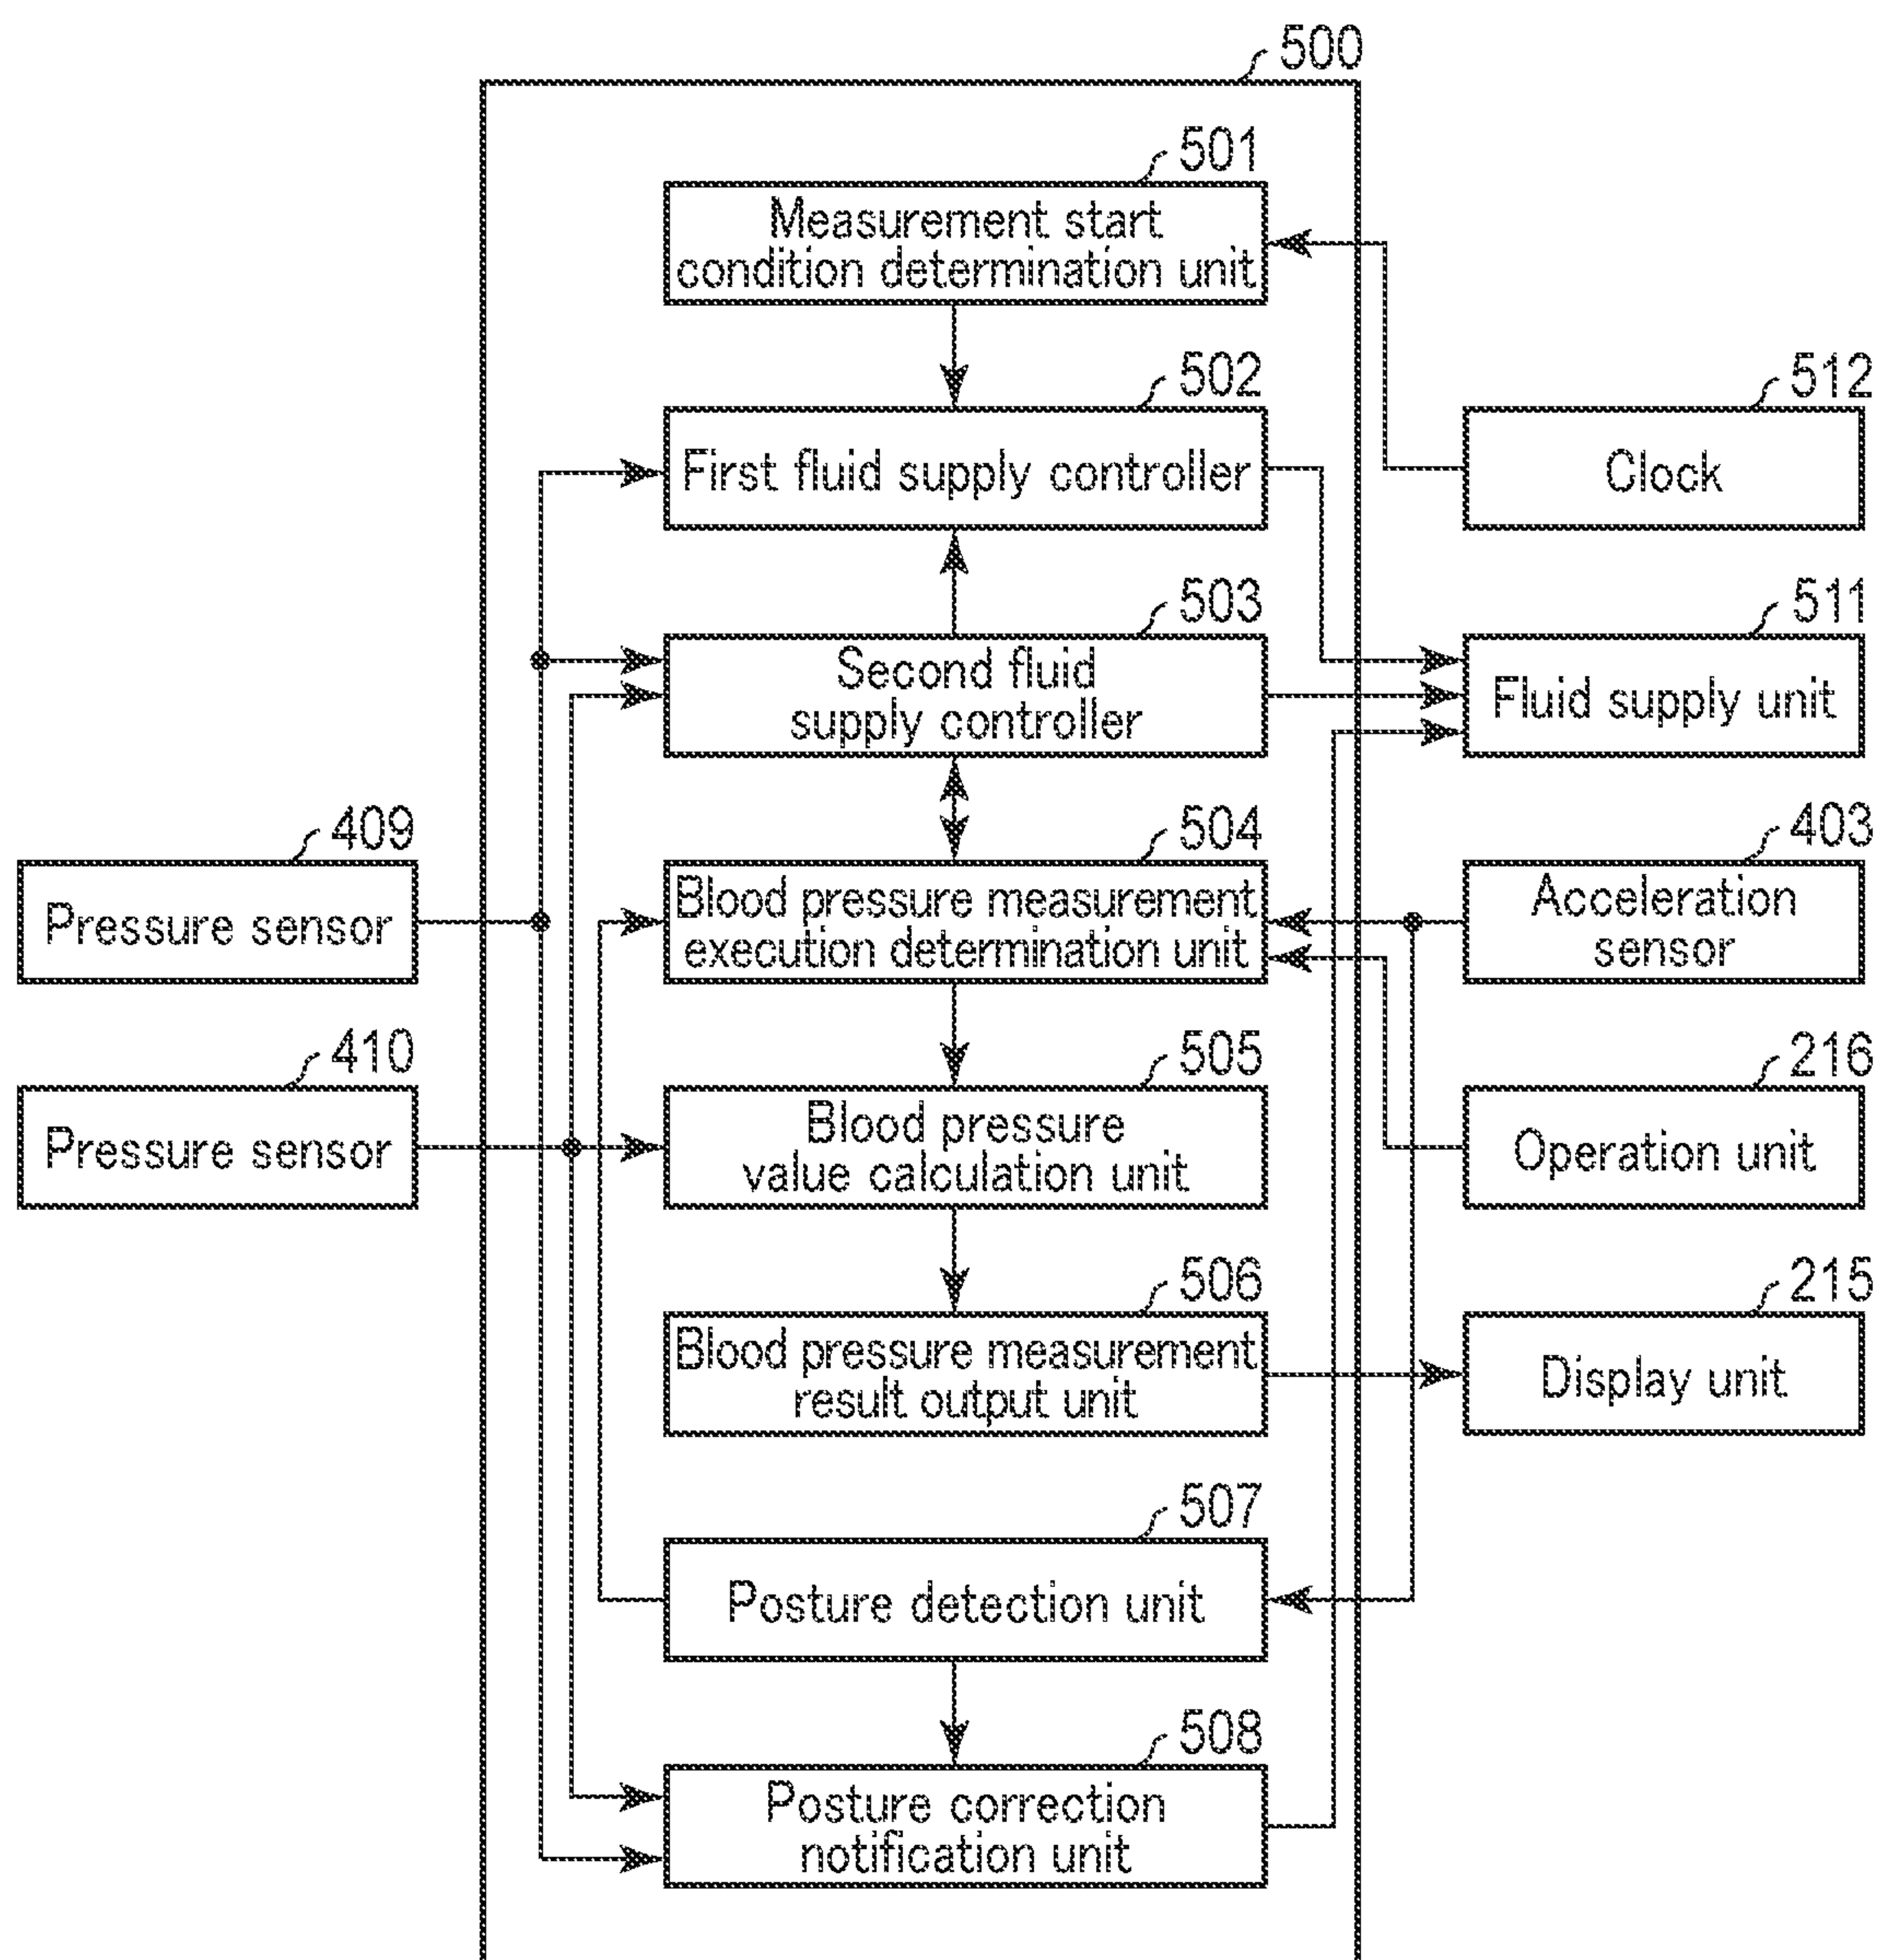 500
501
Measurement start
condition determination unit
502
First fluid supply controller
512
Clock
503
Second fluid
supply controller
511
Fluid supply unit
409
Pressure sensor
504
Blood pressure measurement
execution determination unit
403
Acceleration
sensor
410
Pressure sensor
505
Blood pressure
value calculation unit
216
Operation unit
506
Blood pressure measurement
result output unit
215
Display unit
507
Posture detection unit
508
Posture correction
notification unit